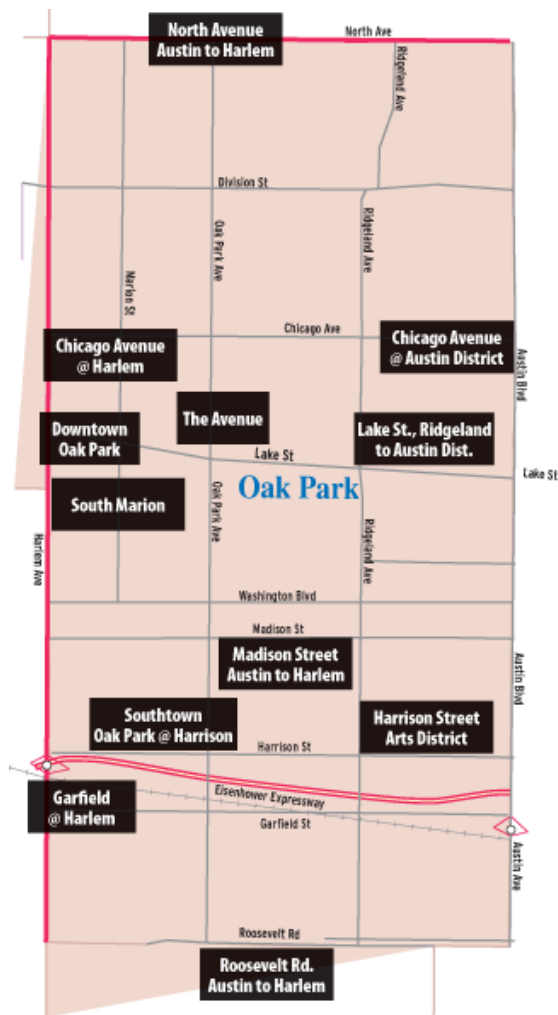 North Avenue
Austin to Harlem
North Ave
Ridgeland Ave
Division St
Oak Park Ave
Ridgeland Ave
Marion St
Chicago Ave
Chicago Avenue
@ Harlem
Chicago Avenue
@ Austin District
Austin Blvd
The Avenue
Downtown
Oak Park
Lake St., Ridgeland
to Austin Dist.
Lake St
Lake St
Oak Park
South Marion
Oak Park Ave
Ridgeland Ave
Harlem Ave
Washington Blvd
Madison St
Madison Street
Austin to Harlem
Austin Blvd
Southtown
Oak Park @ Harrison
Harrison Street
Arts District
Harrison St
Eisenhower Expressway
Garfield
@ Harlem
Garfield St
Austin Ave
Roosevelt Rd
Roosevelt Rd.
Austin to Harlem